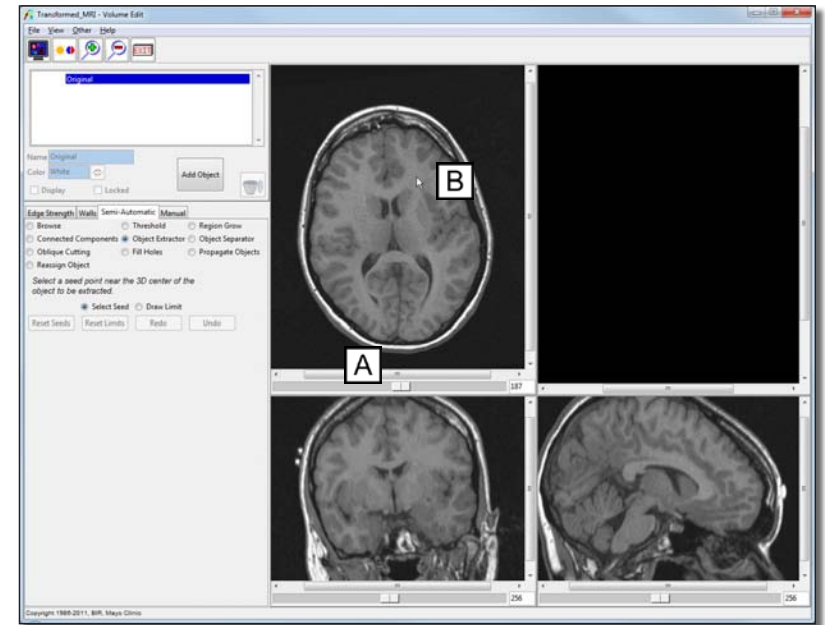 Transformed_MRI - Volume Edit
File View Other Help
EXIT
Original
Name Original
Color White
Add Object
Display Locked
Edge Strength Walls Semi-Automatic Manual
Browse Threshold Region Grow
Connected Components Object Extractor Object Separator
Oblique Cutting Fill Holes Propagate Objects
Reassign Object
Select a seed point near the 3D center of the
object to be extracted.
Select Seed Draw Limit
Reset Seeds Reset Limits Redo Undo
B
A
187
256
256
Copyright 1986-2011, BIR, Mayo Clinic